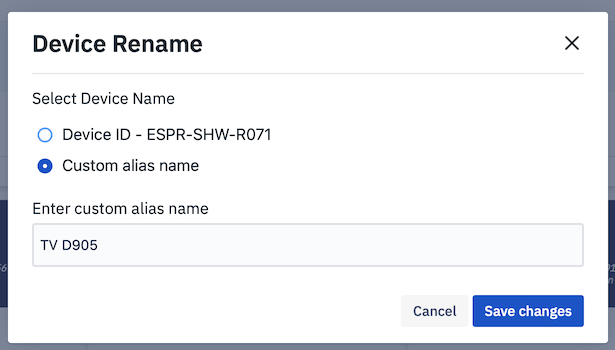 Device Rename
Select Device Name
Device ID - ESPR-SHW-R071
Custom alias name
Enter custom alias name
TV D905
Cancel Save changes